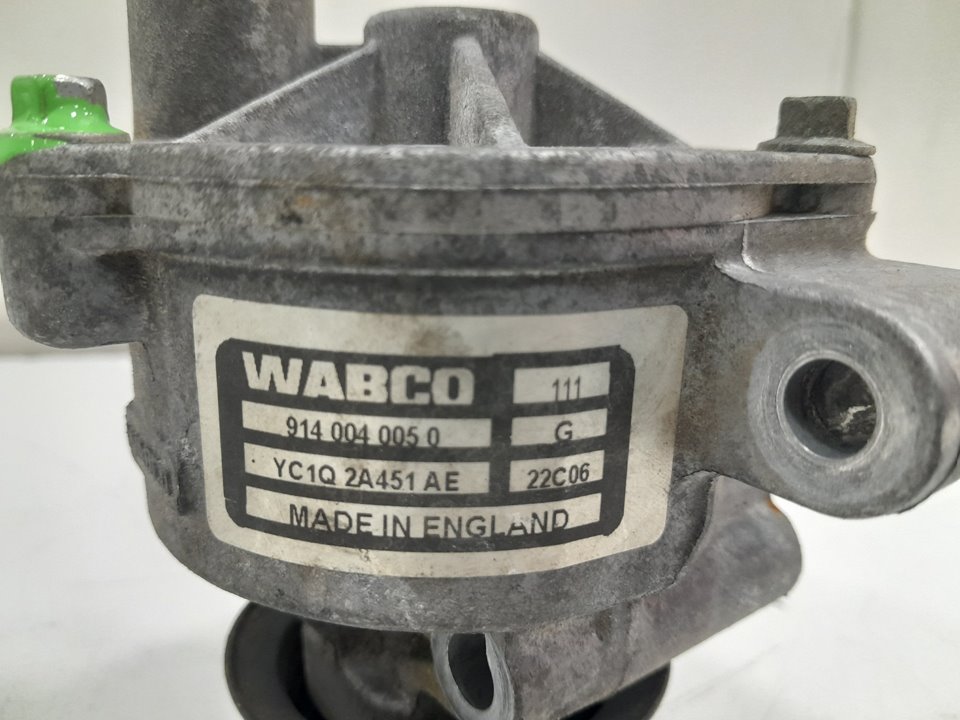 WABCO 111
914 004 005 0 G
YC1Q 2A451 AE 22C06
MADE IN ENGLAND